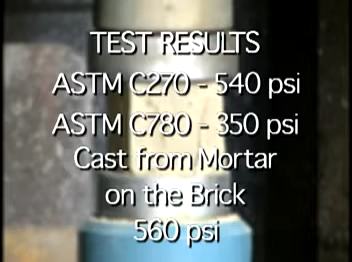 TEST RESULTS
ASTM C270 - 540 psi
ASTM C780 - 350 psi
Cast from Mortar
on the Brick
560 psi